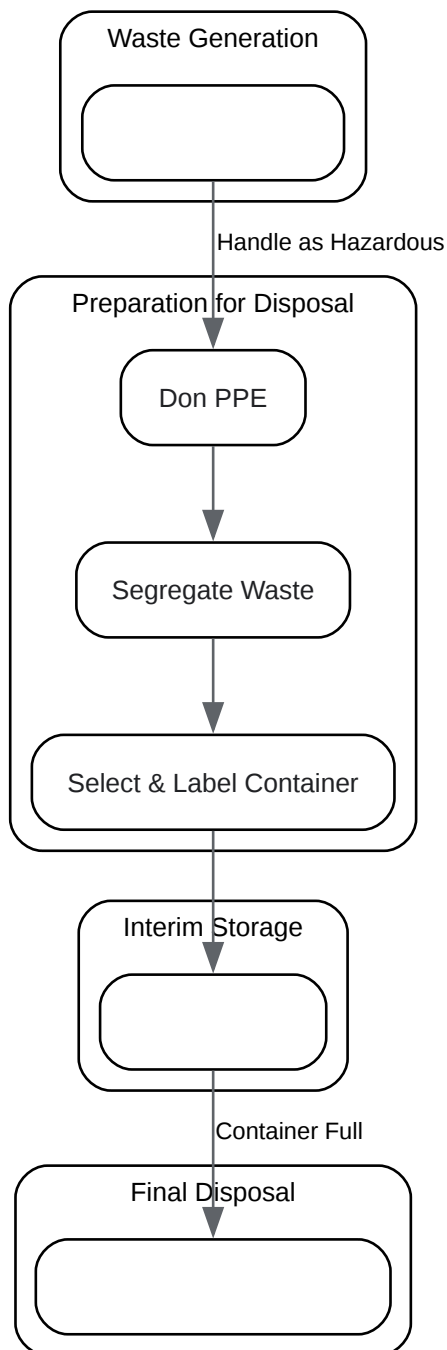 Waste Generation
Handle as Hazardous
Preparation for Disposal
Don PPE
Segregate Waste
Select & Label Container
Interim Storage
Container Full
Final Disposal